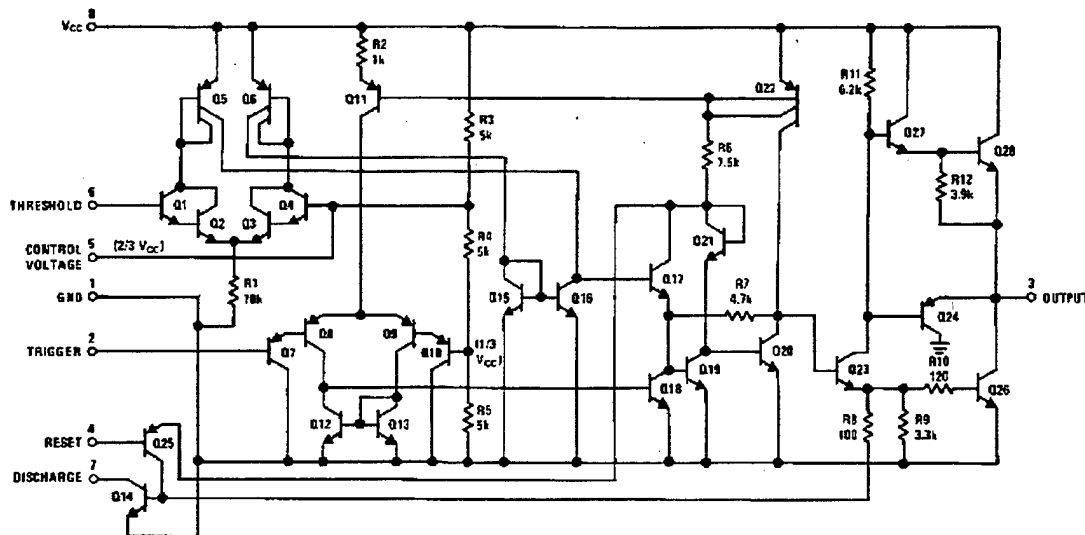 8
VCC
R2
1k
R11
6.2k
Q5
Q6
Q11
Q22
R3
5k
Q27
Q28
R6
7.5k
R12
3.9k
6
THRESHOLD
Q1
Q2
Q3
Q4
5
CONTROL
VOLTAGE
(2/3 VCC)
R4
5k
Q21
Q17
R1
1
GND
Q15
Q16
R7
4.7k
3
OUTPUT
Q24
2
TRIGGER
Q7
Q8
Q9
Q10
(1/3
VCC)
Q18
Q19
Q20
Q23
R10
120
Q26
Q12
Q13
R5
5k
R8
100
R9
3.3k
4
RESET
Q25
7
DISCHARGE
Q14